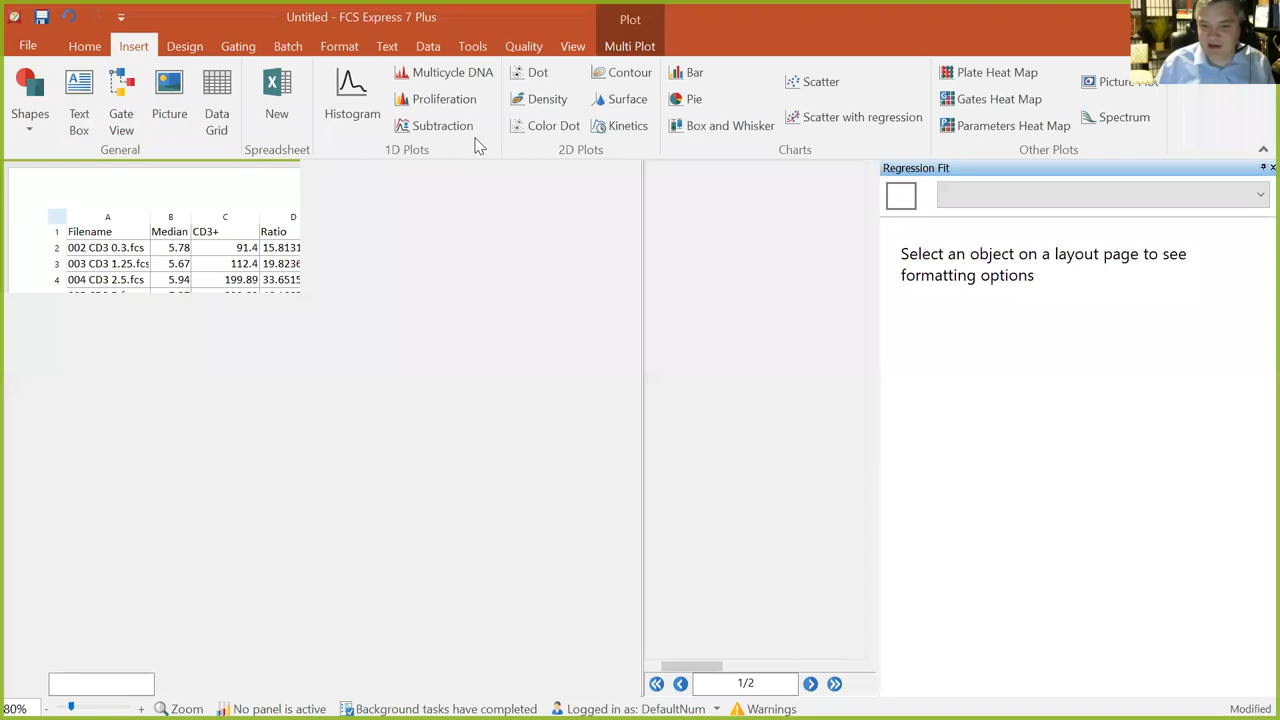 Untitled - FCS Express 7 Plus
Plot
File Home Insert Design Gating Batch Format Text Data Tools Quality View Multi Plot
Shapes
Text Box
Gate View
Picture
Data Grid
General
New
Spreadsheet
Histogram
Multicycle DNA
Proliferation
Subtraction
1D Plots
Dot
Density
Color Dot
Contour
Surface
Kinetics
2D Plots
Bar
Pie
Box and Whisker
Scatter
Scatter with regression
Charts
Plate Heat Map
Gates Heat Map
Parameters Heat Map
Picture Plot
Spectrum
Other Plots
A B C D
1 Filename Median CD3+ Ratio
2 002 CD3 0.3.fcs 5.78 91.4 15.8131
3 003 CD3 1.25.fcs 5.67 112.4 19.8236
4 004 CD3 2.5.fcs 5.94 199.89 33.6515
Regression Fit
Select an object on a layout page to see
formatting options
1/2
80% - + Zoom No panel is active Background tasks have completed Logged in as: DefaultNum Warnings Modified